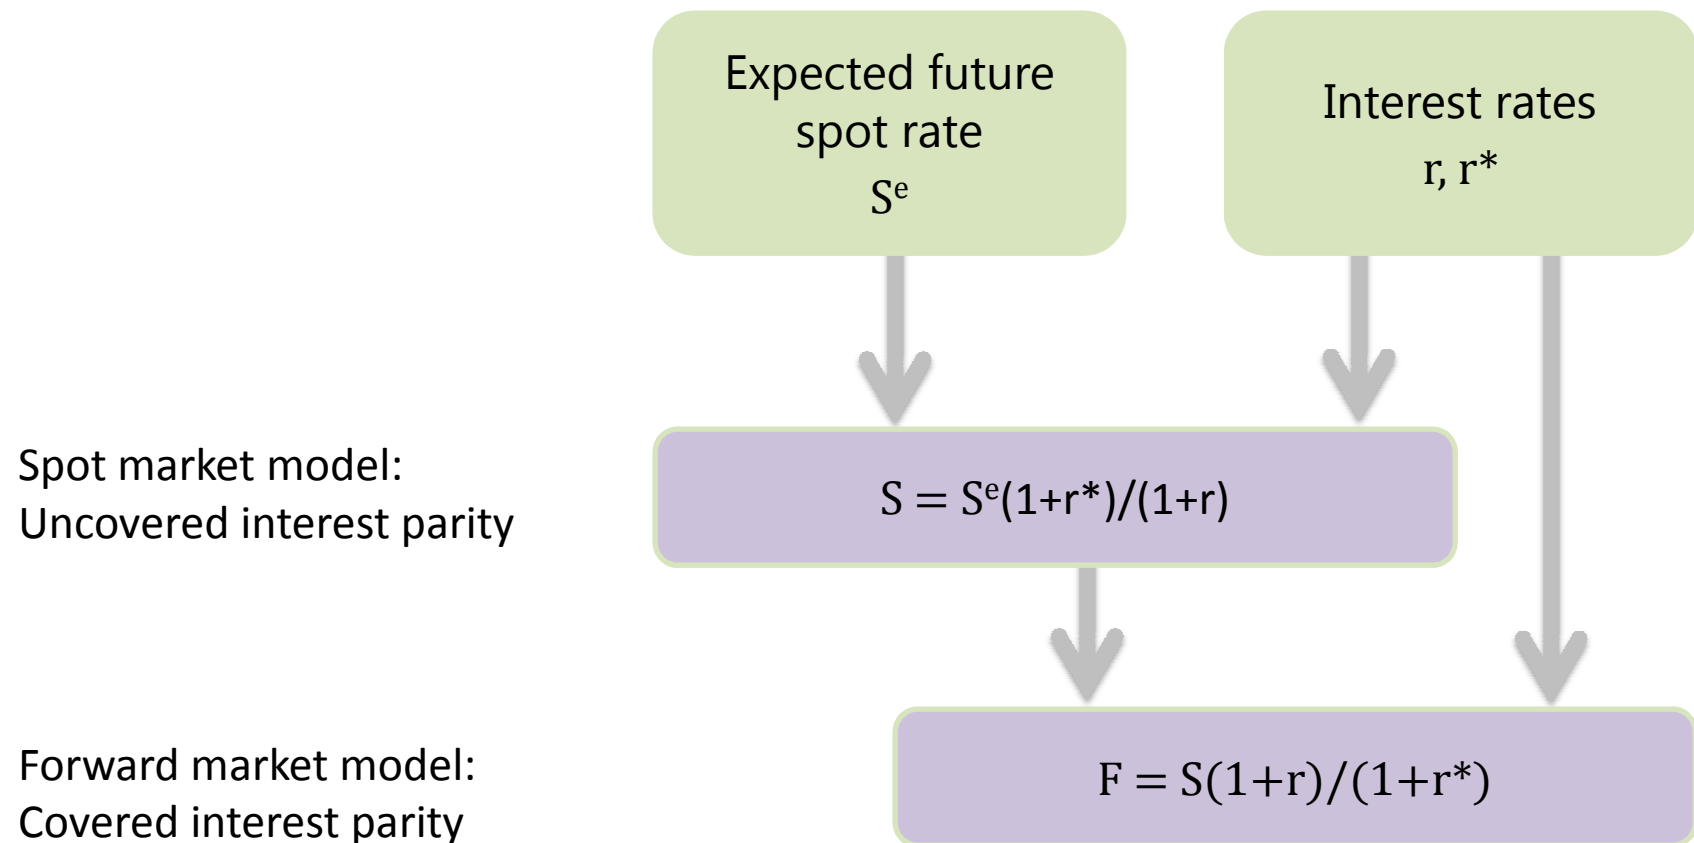 Expected future
spot rate
Sᵉ
Interest rates
r, r*
Spot market model:
Uncovered interest parity
S = Sᵉ(1+r*)/(1+r)
Forward market model:
Covered interest parity
F = S(1+r)/(1+r*)